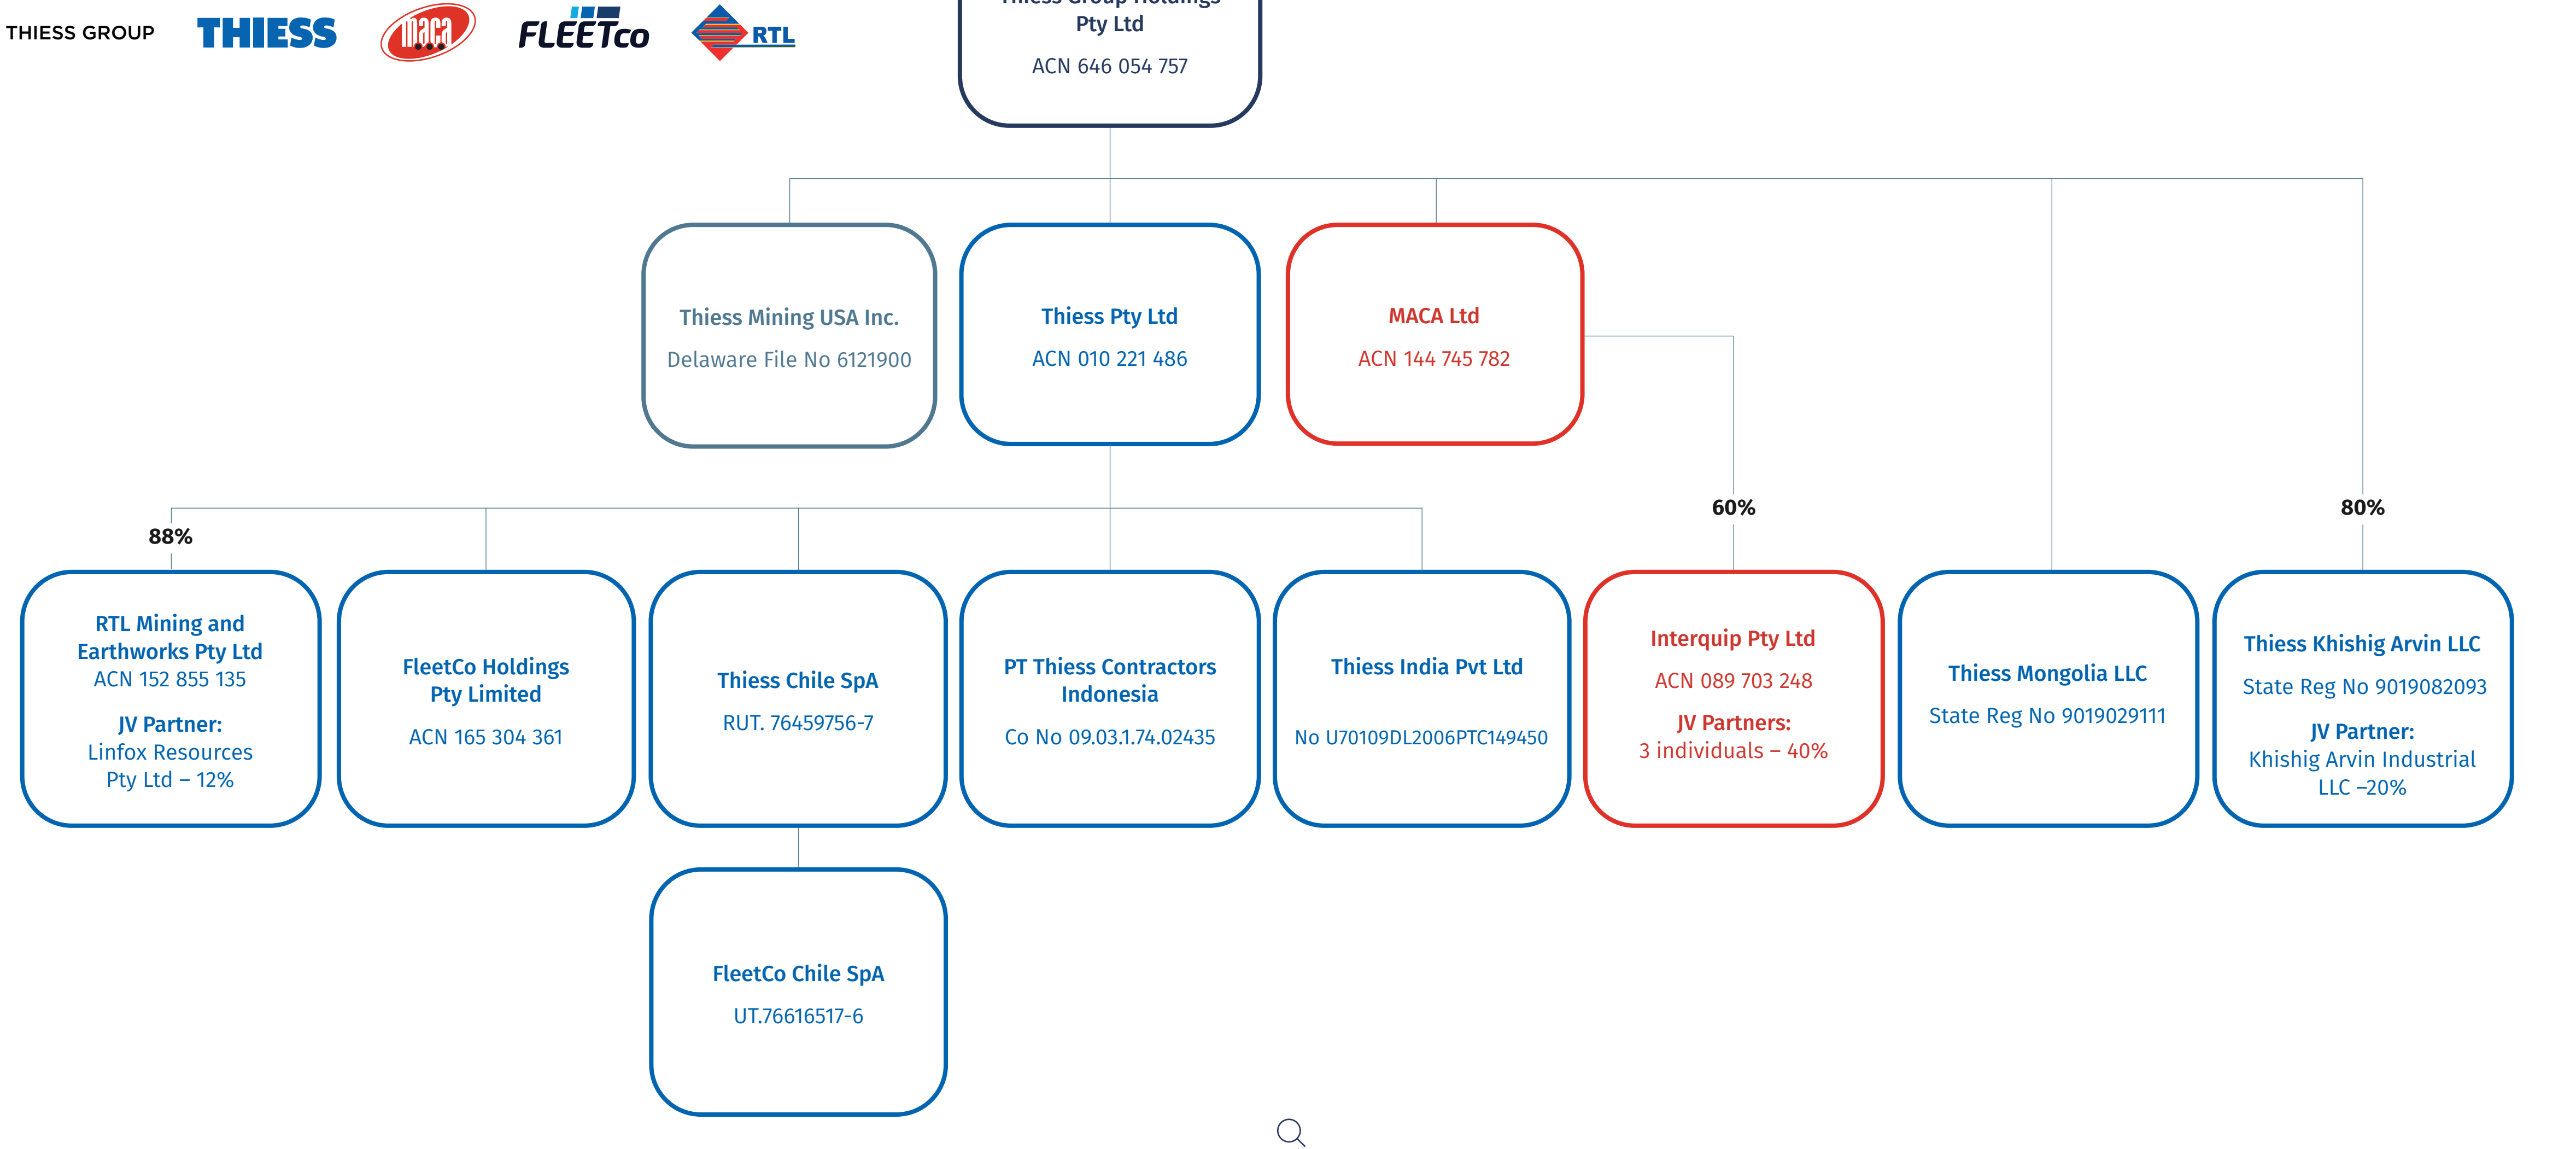 THIESS GROUP
THIESS
maca
FLEETco
RTL
Thiess Group Holdings
Pty Ltd
ACN 646 054 757
Thiess Mining USA Inc.
Delaware File No 6121900
Thiess Pty Ltd
ACN 010 221 486
MACA Ltd
ACN 144 745 782
88%
60%
80%
RTL Mining and
Earthworks Pty Ltd
ACN 152 855 135
JV Partner:
Linfox Resources
Pty Ltd – 12%
FleetCo Holdings
Pty Limited
ACN 165 304 361
Thiess Chile SpA
RUT. 76459756-7
PT Thiess Contractors
Indonesia
Co No 09.03.1.74.02435
Thiess India Pvt Ltd
No U70109DL2006PTC149450
Interquip Pty Ltd
ACN 089 703 248
JV Partners:
3 individuals – 40%
Thiess Mongolia LLC
State Reg No 9019029111
Thiess Khishig Arvin LLC
State Reg No 9019082093
JV Partner:
Khishig Arvin Industrial
LLC –20%
FleetCo Chile SpA
UT.76616517-6